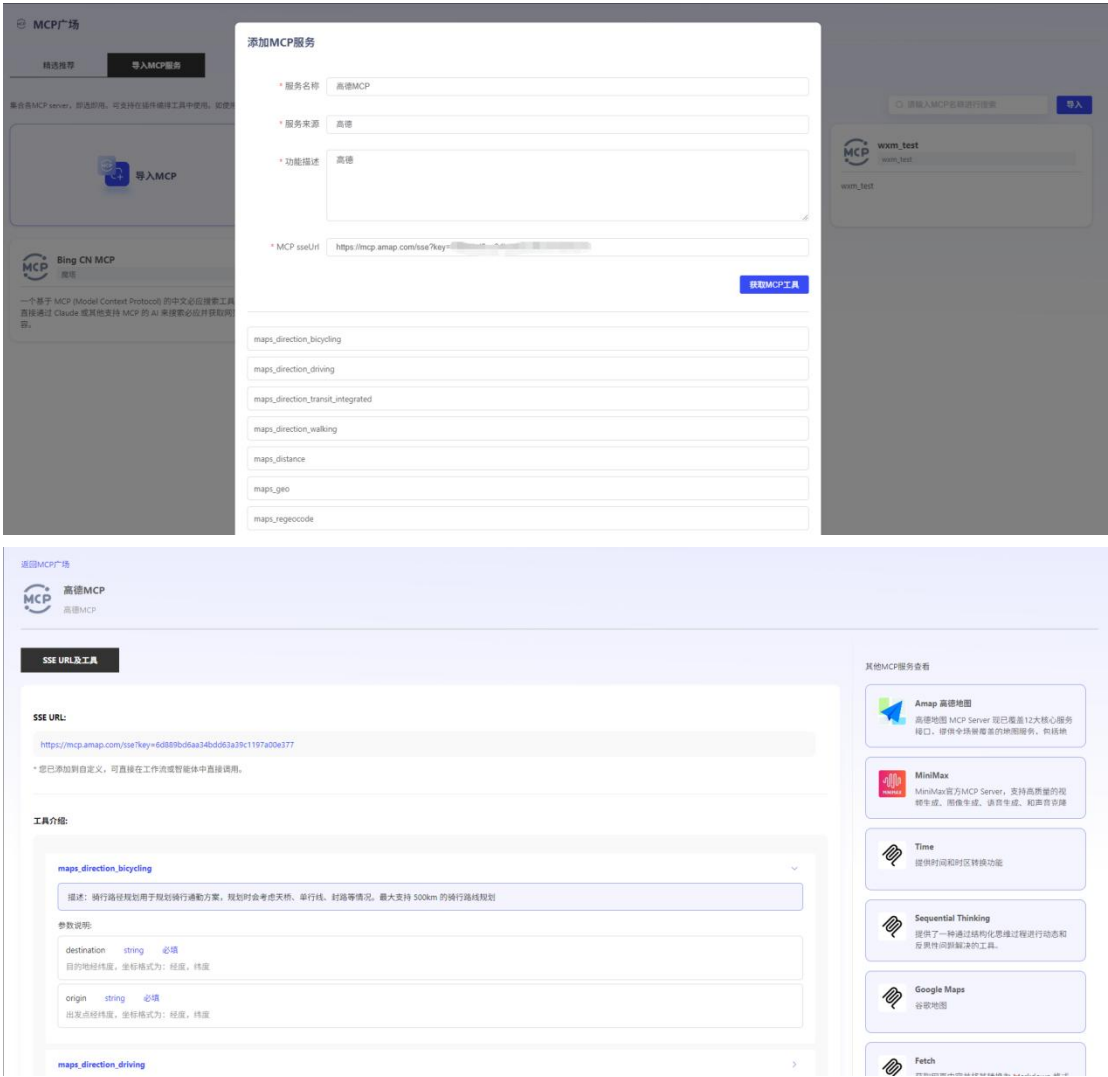 MCP广场
精选推荐
导入MCP服务
集合各MCP server，即选即用。可支持在插件编排工具中使用，如使用
请输入MCP名称进行搜索
导入
导入MCP
wxm_test
wxm_test
wxm_test
Bing CN MCP
魔塔
一个基于 MCP (Model Context Protocol) 的中文必应搜索工具
直接通过 Claude 或其他支持 MCP 的 AI 来搜索必应并获取网页
容。
添加MCP服务
* 服务名称
高德MCP
* 服务来源
高德
* 功能描述
高德
* MCP sseUrl
https://mcp.amap.com/sse?key=
获取MCP工具
maps_direction_bicycling
maps_direction_driving
maps_direction_transit_integrated
maps_direction_walking
maps_distance
maps_geo
maps_regeocode
返回MCP广场
MCP
高德MCP
高德MCP
SSE URL及工具
SSE URL:
https://mcp.amap.com/sse?key=6d889bd6aa34bdd63a39c1197a00e377
* 您已添加到自定义，可直接在工作流或智能体中直接调用。
工具介绍:
maps_direction_bicycling
描述：骑行路径规划用于规划骑行通勤方案，规划时会考虑天桥、单行线、封路等情况。最大支持 500km 的骑行路线规划
参数说明:
destination string 必填
目的地经纬度，坐标格式为：经度，纬度
origin string 必填
出发点经纬度，坐标格式为：经度，纬度
maps_direction_driving
其他MCP服务查看
Amap 高德地图
高德地图 MCP Server 现已覆盖12大核心服务
接口，提供全场景覆盖的地图服务，包括地
MiniMax
MiniMax官方MCP Server，支持高质量的视
频生成、图像生成、语音生成、和声音克隆
Time
提供时间和时区转换功能
Sequential Thinking
提供了一种通过结构化思维过程进行动态和
反思性问题解决的工具。
Google Maps
谷歌地图
Fetch